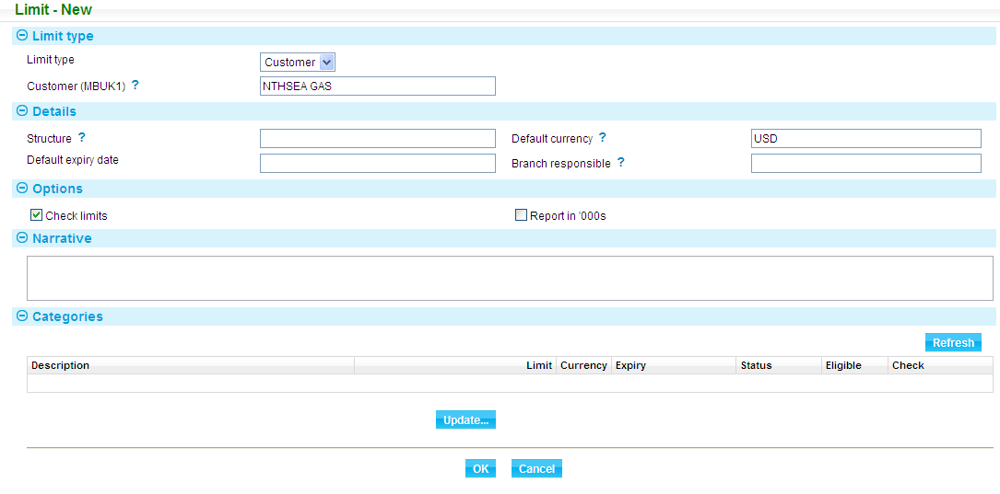 Limit - New
Limit type
Limit type Customer
Customer (MBUK1) ? NTHSEA GAS
Details
Structure ? Default currency ? USD
Default expiry date Branch responsible ?
Options
Check limits Report in '000s
Narrative
Categories
Refresh
Description Limit Currency Expiry Status Eligible Check
Update...
OK Cancel